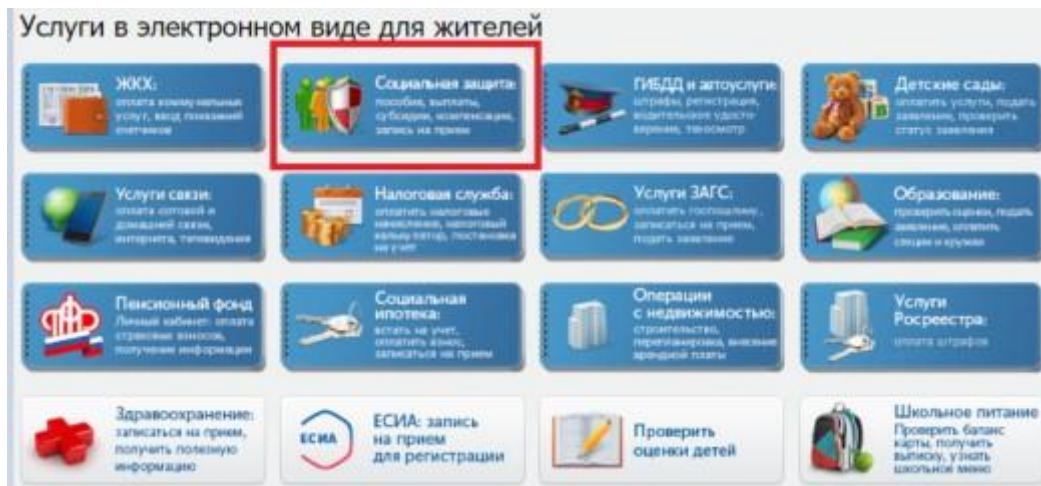 Услуги в электронном виде для жителей
ЖКХ:
оплата коммунальных
услуг, ввод показаний
счетчиков
Социальная защита:
пособия, выплаты,
субсидии, компенсации,
запись на прием
ГИБДД и автоуслуги:
штрафы, регистрация,
водительское удосто-
верение, техосмотр
Детские сады:
оплатить услуги, подать
заявление, проверить
статус заявления
Услуги связи:
оплата сотовой и
домашней связи,
интернета, телевидения
Налоговая служба:
оплатить налоговые
начисления, налоговый
калькулятор, постановка
на учет
Услуги ЗАГС:
оплатить госпошлину,
записаться на прием,
подать заявление
Образование:
проверить оценки, подать
заявление, оплатить
секции и кружки
Пенсионный фонд
Личный кабинет: оплата
страховых взносов,
получение информации
Социальная
ипотека:
встать на учет,
оплатить взнос,
записаться на прием
Операции
с недвижимостью:
строительство,
перепланировка, внесение
арендной платы
Услуги
Росреестра:
оплата штрафов
Здравоохранение:
записаться на прием,
получить полезную
информацию
ЕСИА
ЕСИА: запись
на прием
для регистрации
Проверить
оценки детей
Школьное питание
Проверить баланс
карты, получить
выписку, узнать
школьное меню